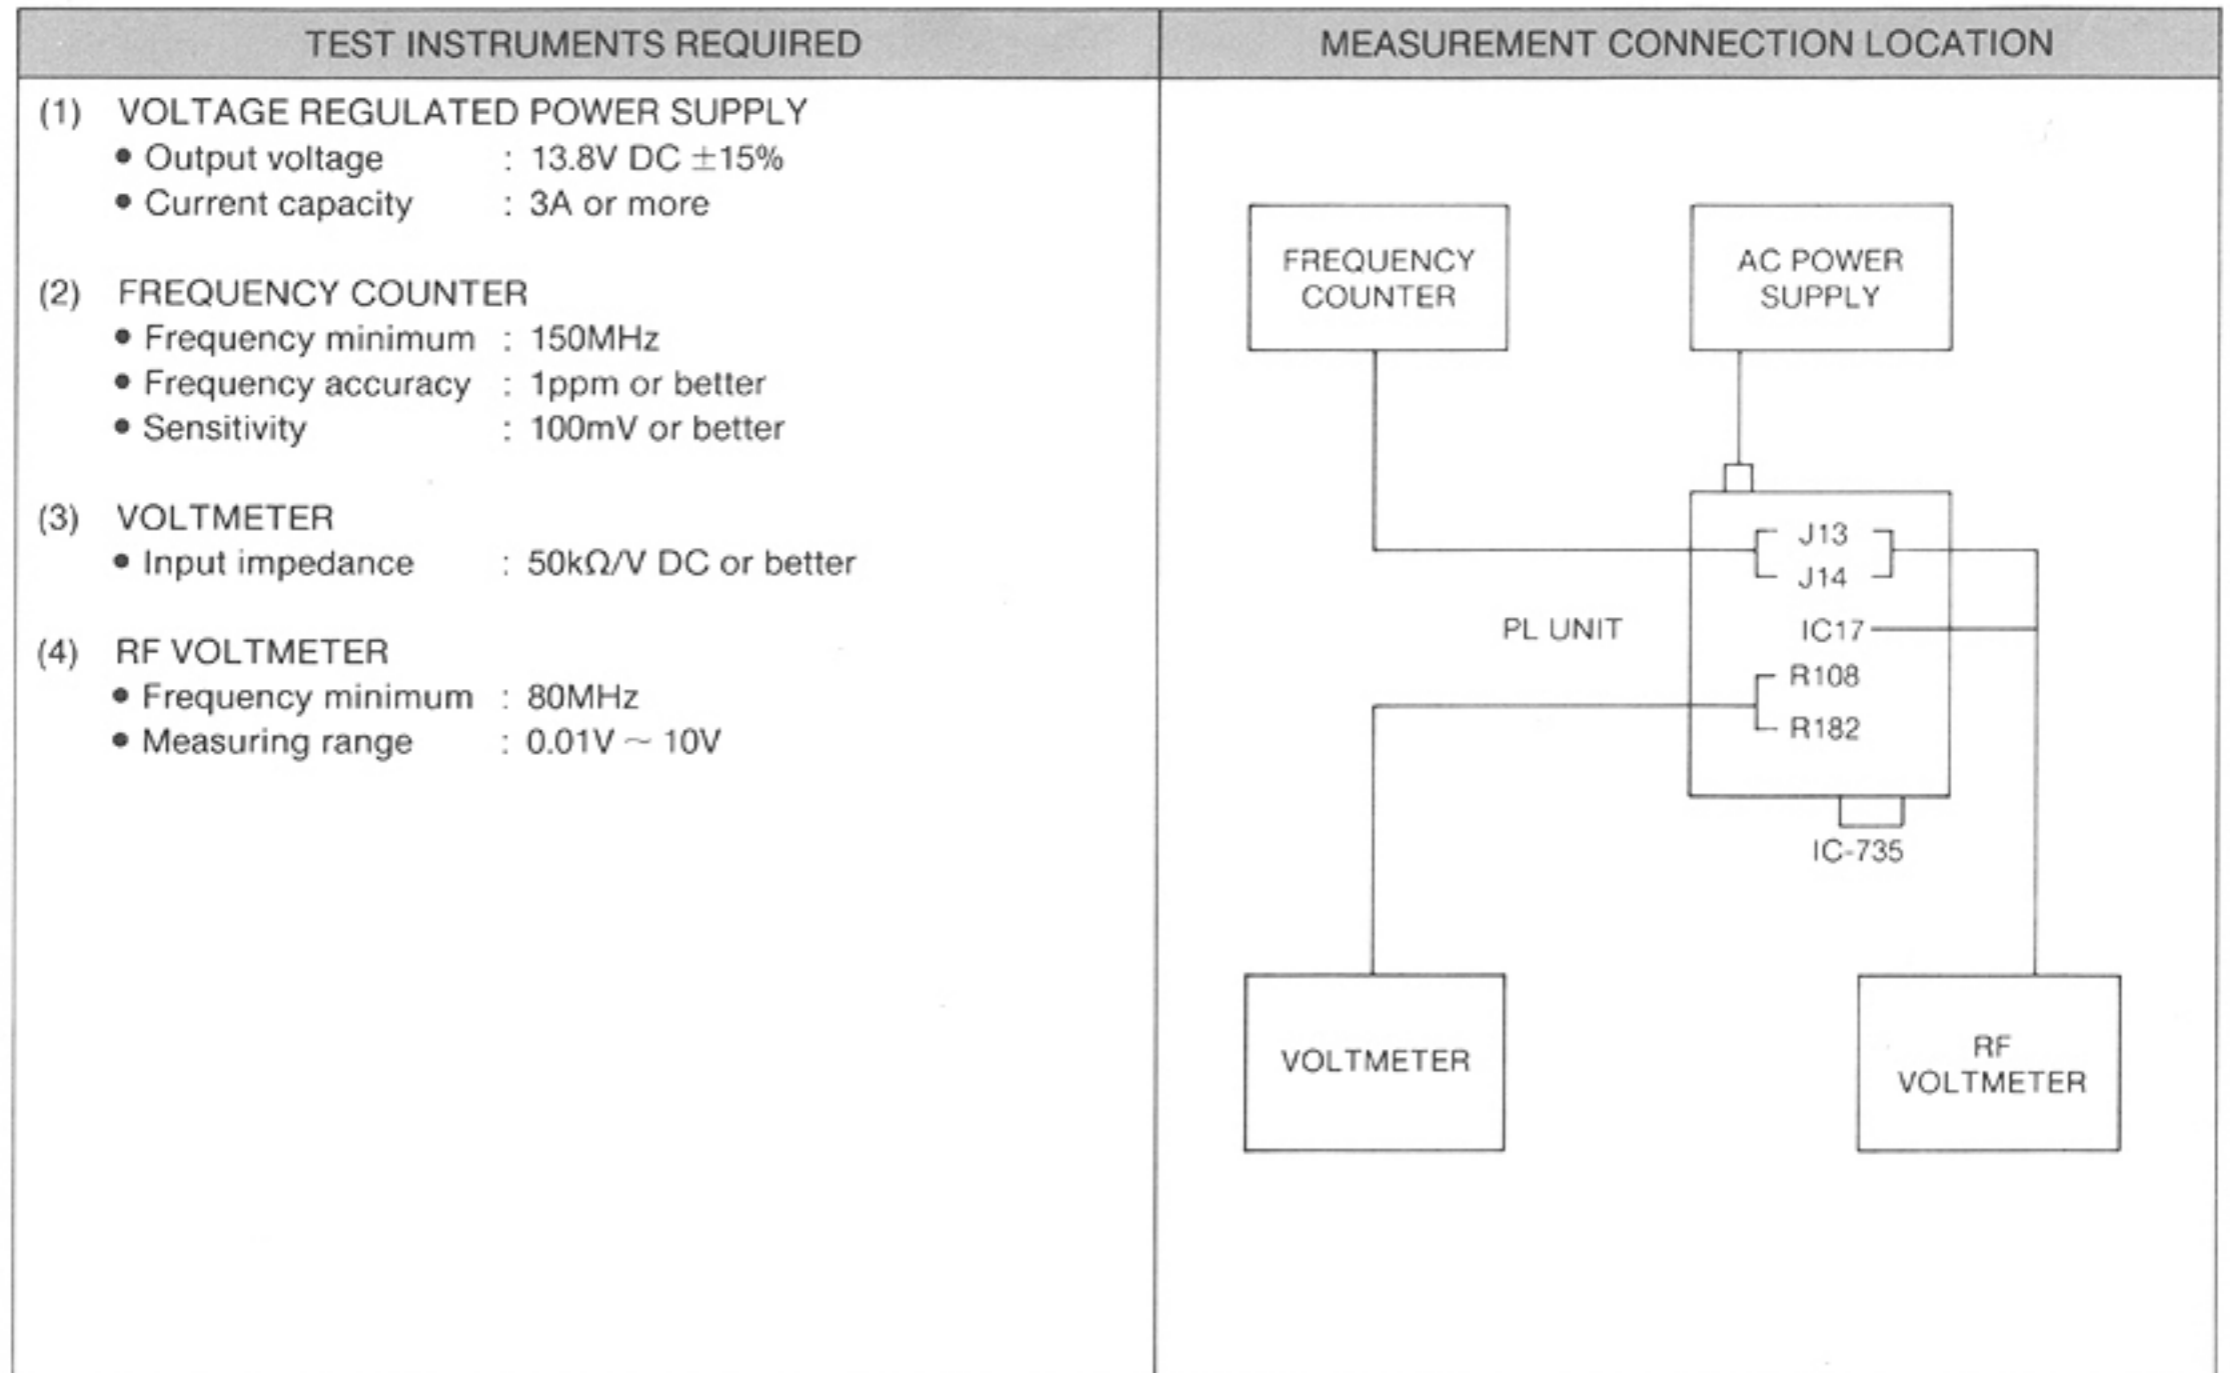 TEST INSTRUMENTS REQUIRED
(1) VOLTAGE REGULATED POWER SUPPLY
● Output voltage : 13.8V DC ±15%
● Current capacity : 3A or more
(2) FREQUENCY COUNTER
● Frequency minimum : 150MHz
● Frequency accuracy : 1ppm or better
● Sensitivity : 100mV or better
(3) VOLTMETER
● Input impedance : 50kΩ/V DC or better
(4) RF VOLTMETER
● Frequency minimum : 80MHz
● Measuring range : 0.01V ~ 10V
MEASUREMENT CONNECTION LOCATION
FREQUENCY
COUNTER
AC POWER
SUPPLY
J13
J14
PL UNIT
IC17
R108
R182
IC-735
VOLTMETER
RF
VOLTMETER